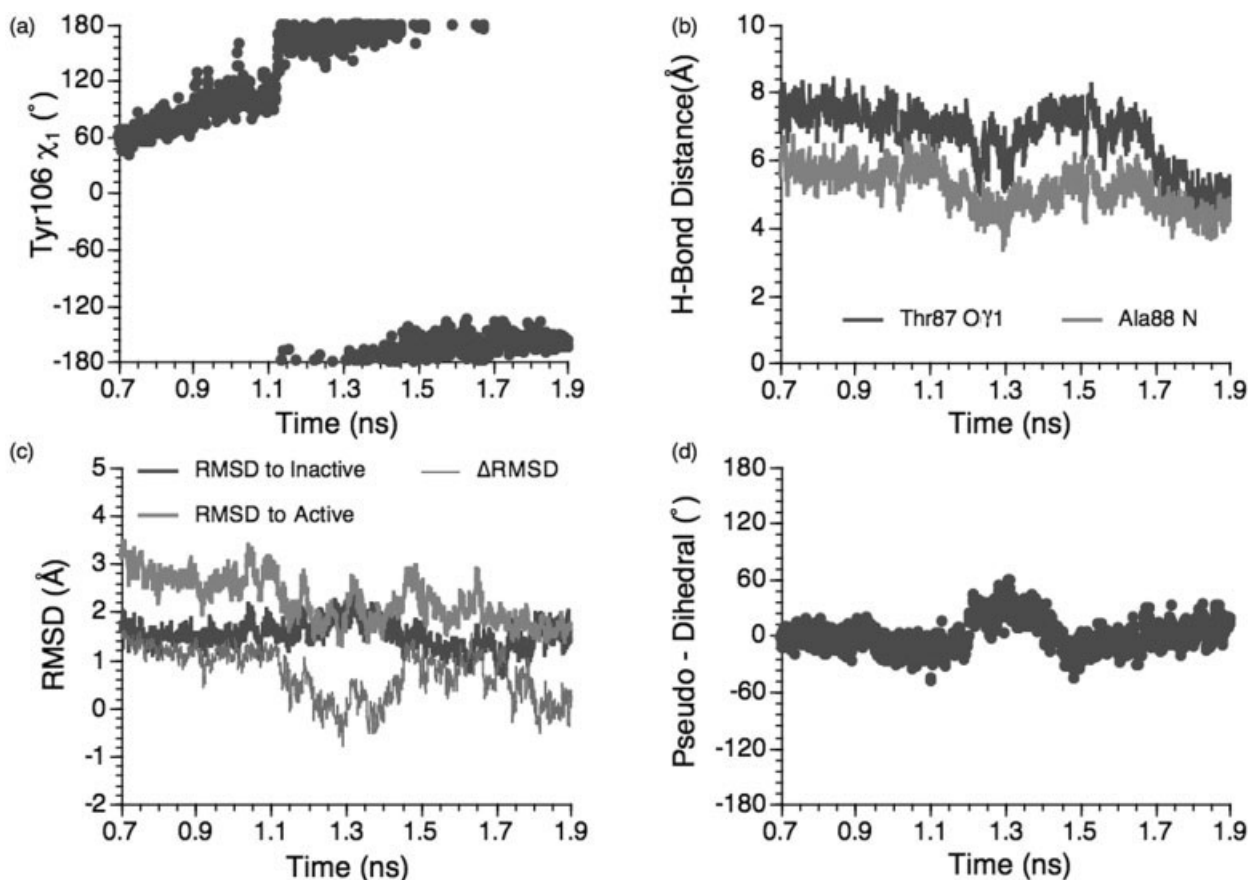 (a)
Tyr106 χ1 (°)
180
120
60
0
-60
-120
-180
0.7 0.9 1.1 1.3 1.5 1.7 1.9
Time (ns)
(b)
H-Bond Distance(Å)
10
8
6
4
2
0
Thr87 Oγ1 Ala88 N
0.7 0.9 1.1 1.3 1.5 1.7 1.9
Time (ns)
(c)
RMSD to Inactive ΔRMSD
RMSD to Active
RMSD (Å)
5
4
3
2
1
0
-1
-2
0.7 0.9 1.1 1.3 1.5 1.7 1.9
Time (ns)
(d)
Pseudo - Dihedral (°)
180
120
60
0
-60
-120
-180
0.7 0.9 1.1 1.3 1.5 1.7 1.9
Time (ns)